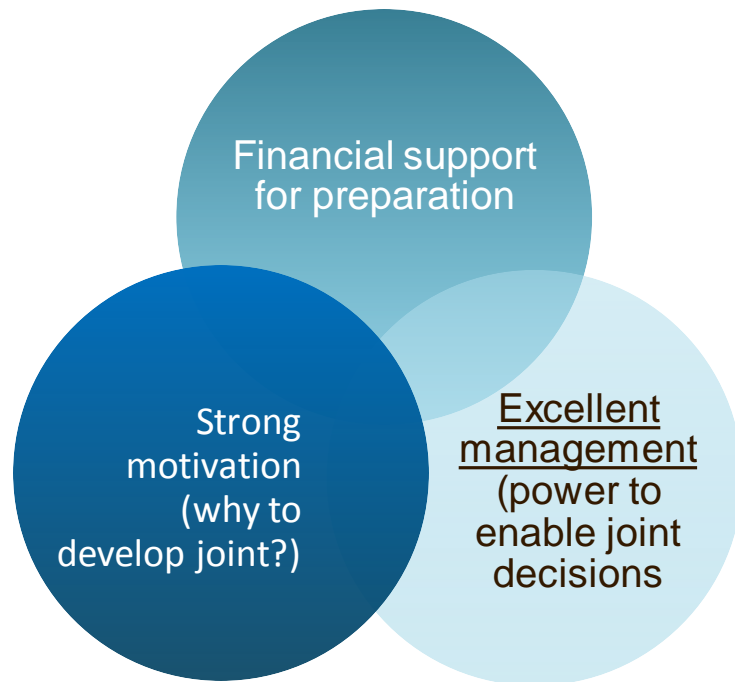 Financial support
for preparation
Strong
motivation
(why to
develop joint?)
Excellent
management
(power to
enable joint
decisions